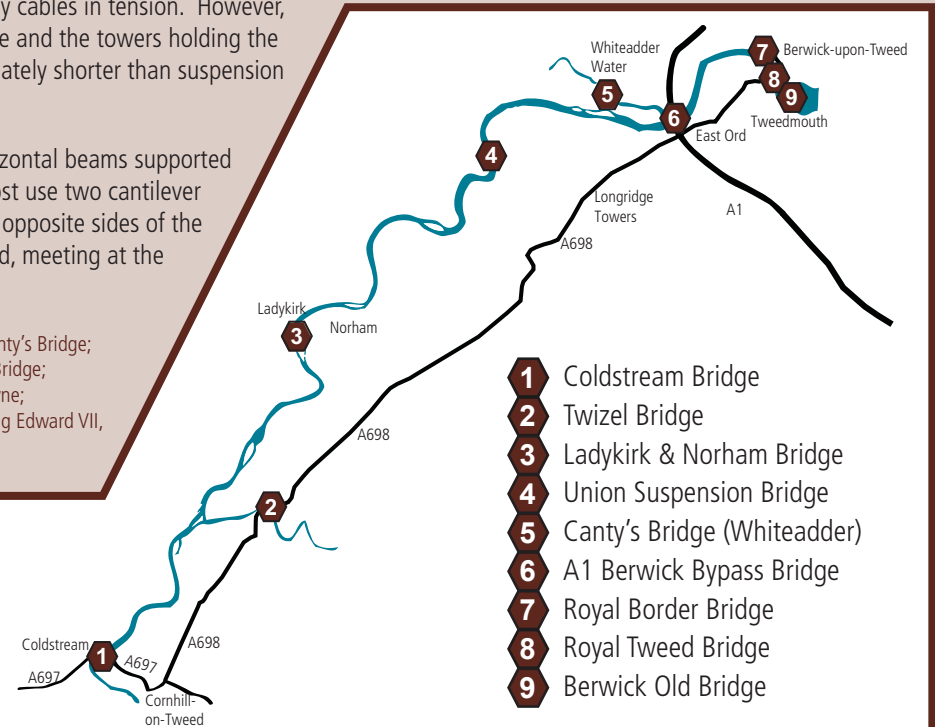 y cables in tension. However,
e and the towers holding the
ately shorter than suspension
zontal beams supported
ost use two cantilever
opposite sides of the
d, meeting at the
nty's Bridge;
Bridge;
ne;
g Edward VII,
Whiteadder
Water
5
7
Berwick-upon-Tweed
8
9
Tweedmouth
6
East Ord
4
Longridge
Towers
A1
A698
Ladykirk
3
Norham
A698
2
Coldstream
1
A697
A697
A698
Cornhill-
on-Tweed
1 Coldstream Bridge
2 Twizel Bridge
3 Ladykirk & Norham Bridge
4 Union Suspension Bridge
5 Canty's Bridge (Whiteadder)
6 A1 Berwick Bypass Bridge
7 Royal Border Bridge
8 Royal Tweed Bridge
9 Berwick Old Bridge